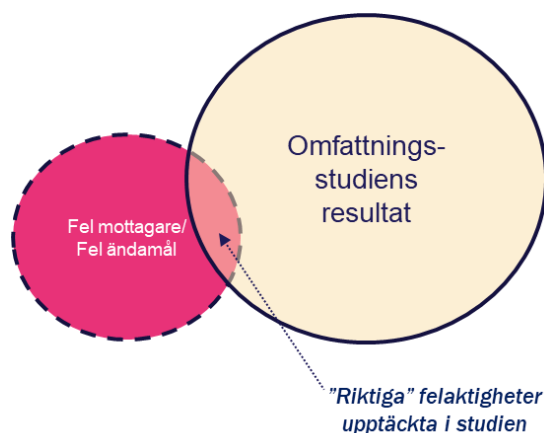 Omfattnings-
studiens
resultat
Fel mottagare/
Fel ändamål
"Riktiga" felaktigheter
upptäckta i studien